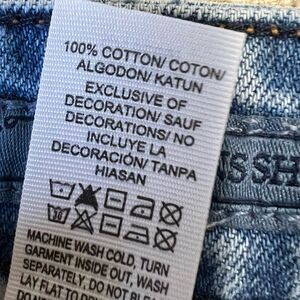 100% COTTON/ COTON/
ALGODON/ KATUN
EXCLUSIVE OF
DECORATION/ SAUF
DECORATIONS/ NO
INCLUYE LA
DECORACIÓN/ TANPA
HIASAN
MACHINE WASH COLD, TURN
GARMENT INSIDE OUT, WASH
SEPARATELY, DO NOT
LAY FLAT TO